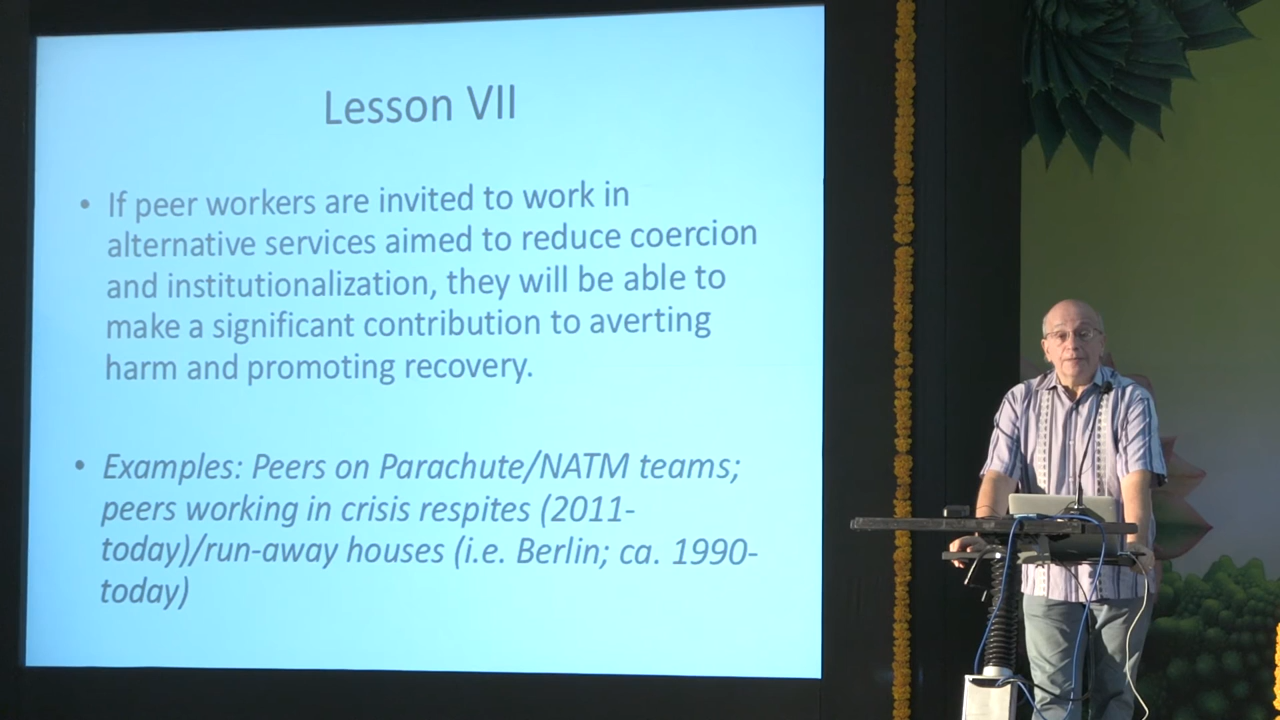 Lesson VII
• If peer workers are invited to work in
alternative services aimed to reduce coercion
and institutionalization, they will be able to
make a significant contribution to averting
harm and promoting recovery.
• Examples: Peers on Parachute/NATM teams;
peers working in crisis respites (2011-
today)/run-away houses (i.e. Berlin; ca. 1990-
today)